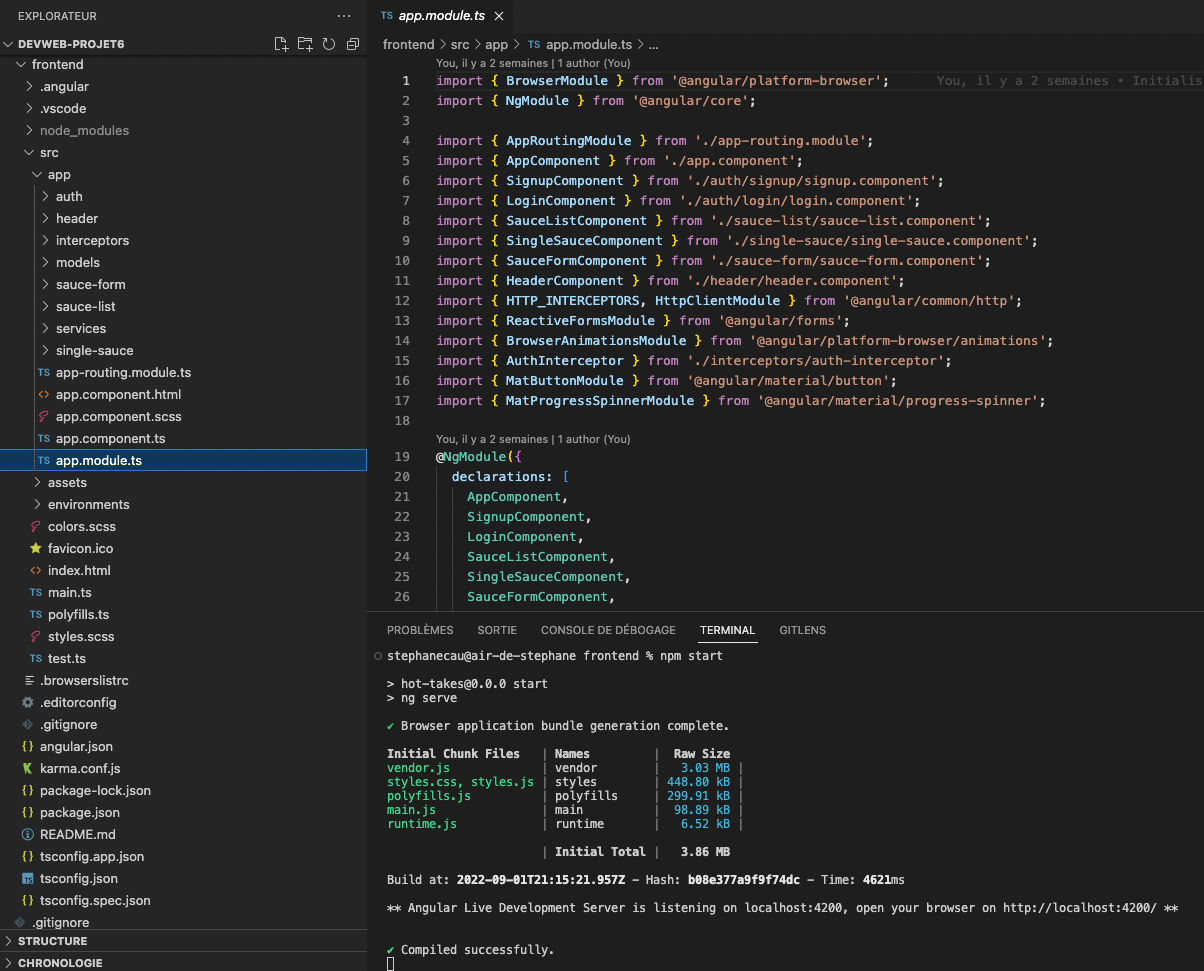 EXPLORATEUR
DEVWEB-PROJET6
frontend
.angular
.vscode
node_modules
src
app
auth
header
interceptors
models
sauce-form
sauce-list
services
single-sauce
TS app-routing.module.ts
<> app.component.html
app.component.scss
TS app.component.ts
TS app.module.ts
assets
environments
colors.scss
favicon.ico
<> index.html
TS main.ts
TS polyfills.ts
styles.scss
TS test.ts
.browserslistrc
.editorconfig
.gitignore
{} angular.json
K karma.conf.js
{} package-lock.json
{} package.json
README.md
{} tsconfig.app.json
TS tsconfig.json
{} tsconfig.spec.json
.gitignore
STRUCTURE
CHRONOLOGIE
TS app.module.ts
frontend > src > app > TS app.module.ts > ...
You, il y a 2 semaines | 1 author (You)
1 import { BrowserModule } from '@angular/platform-browser'; You, il y a 2 semaines • Initialis
2 import { NgModule } from '@angular/core';
3
4 import { AppRoutingModule } from './app-routing.module';
5 import { AppComponent } from './app.component';
6 import { SignupComponent } from './auth/signup/signup.component';
7 import { LoginComponent } from './auth/login/login.component';
8 import { SauceListComponent } from './sauce-list/sauce-list.component';
9 import { SingleSauceComponent } from './single-sauce/single-sauce.component';
10 import { SauceFormComponent } from './sauce-form/sauce-form.component';
11 import { HeaderComponent } from './header/header.component';
12 import { HTTP_INTERCEPTORS, HttpClientModule } from '@angular/common/http';
13 import { ReactiveFormsModule } from '@angular/forms';
14 import { BrowserAnimationsModule } from '@angular/platform-browser/animations';
15 import { AuthInterceptor } from './interceptors/auth-interceptor';
16 import { MatButtonModule } from '@angular/material/button';
17 import { MatProgressSpinnerModule } from '@angular/material/progress-spinner';
18
You, il y a 2 semaines | 1 author (You)
19 @NgModule({
20 declarations: [
21 AppComponent,
22 SignupComponent,
23 LoginComponent,
24 SauceListComponent,
25 SingleSauceComponent,
26 SauceFormComponent,
PROBLÈMES SORTIE CONSOLE DE DÉBOGAGE TERMINAL GITLENS
stephanecau@air-de-stephane frontend % npm start
> hot-takes@0.0.0 start
> ng serve
✔ Browser application bundle generation complete.
Initial Chunk Files | Names | Raw Size
vendor.js | vendor | 3.03 MB |
styles.css, styles.js | styles | 448.80 kB |
polyfills.js | polyfills | 299.91 kB |
main.js | main | 98.89 kB |
runtime.js | runtime | 6.52 kB |
| Initial Total | 3.86 MB
Build at: 2022-09-01T21:15:21.957Z - Hash: b08e377a9f9f74dc - Time: 4621ms
** Angular Live Development Server is listening on localhost:4200, open your browser on http://localhost:4200/ **
✔ Compiled successfully.